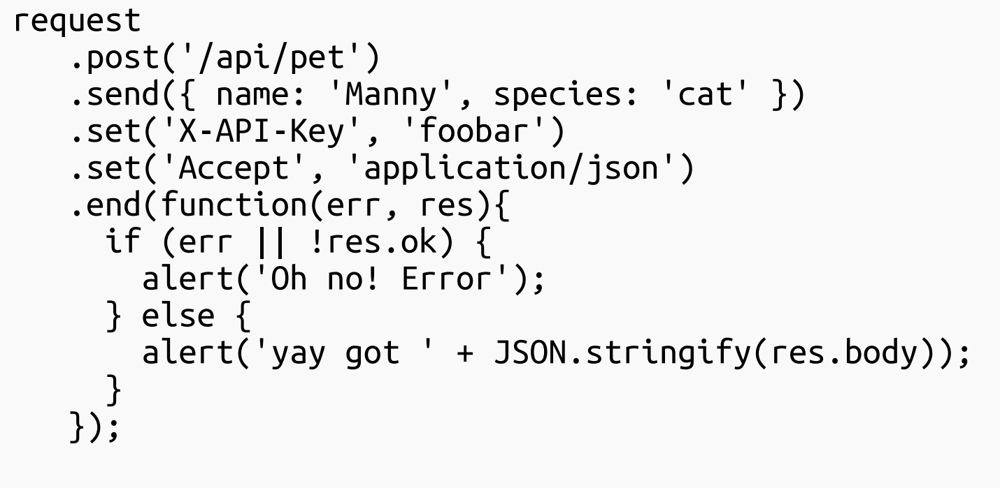 request
   .post('/api/pet')
   .send({ name: 'Manny', species: 'cat' })
   .set('X-API-Key', 'foobar')
   .set('Accept', 'application/json')
   .end(function(err, res){
     if (err || !res.ok) {
       alert('Oh no! Error');
     } else {
       alert('yay got ' + JSON.stringify(res.body));
     }
   });